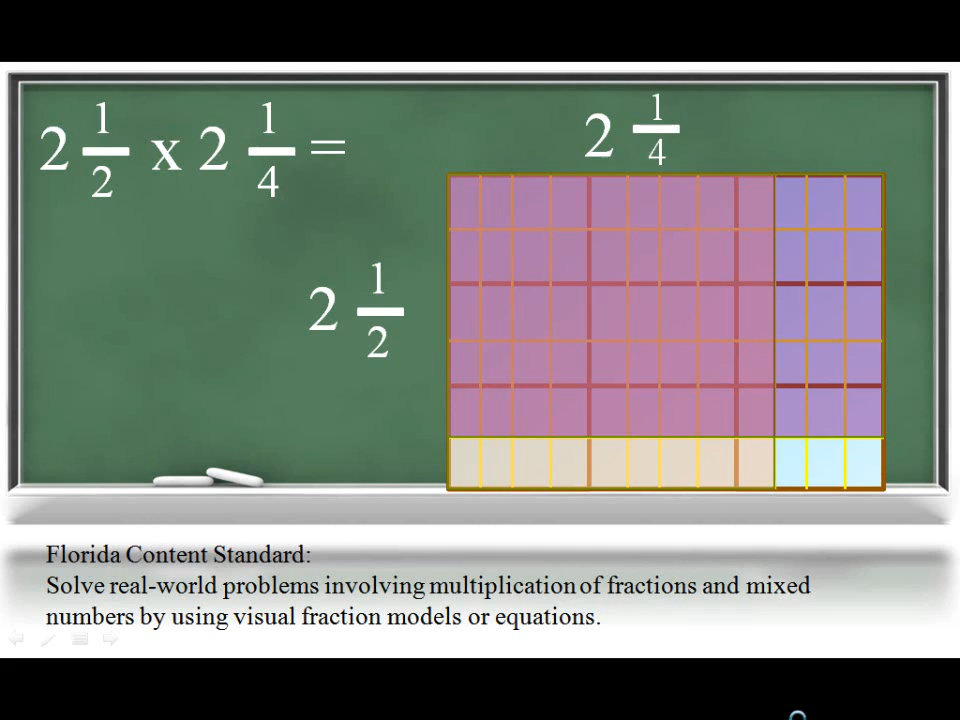 2 1/2 x 2 1/4 =
2 1/4
2 1/2
Florida Content Standard:
Solve real-world problems involving multiplication of fractions and mixed
numbers by using visual fraction models or equations.